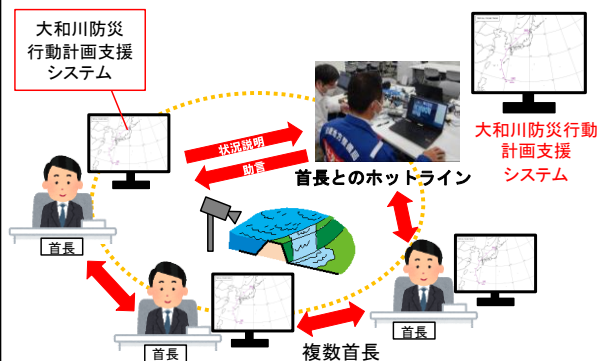 大和川防災
行動計画支援
システム
状況説明
助言
首長とのホットライン
大和川防災行動
計画支援
システム
首長
首長
首長
複数首長